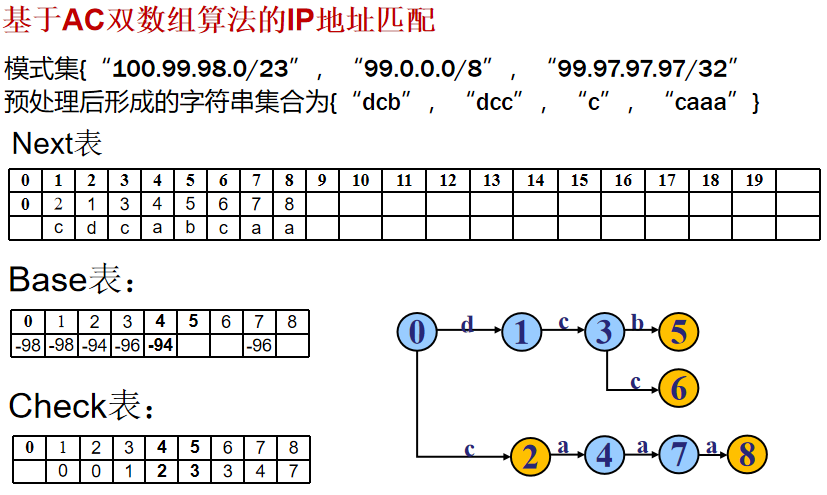 基于AC双数组算法的IP地址匹配
模式集{“100.99.98.0/23”，“99.0.0.0/8”，“99.97.97.97/32”
预处理后形成的字符串集合为{“dcb”，“dcc”，“c”，“caaa”}
Next表
0 1 2 3 4 5 6 7 8 9 10 11 12 13 14 15 16 17 18 19
0 2 1 3 4 5 6 7 8
c d c a b c a a
Base表：
0 1 2 3 4 5 6 7 8
-98 -98 -94 -96 -94 -96
Check表：
0 1 2 3 4 5 6 7 8
0 0 1 2 3 3 4 7
0 d 1 c 3 b 5
c 6
c 2 a 4 a 7 a 8